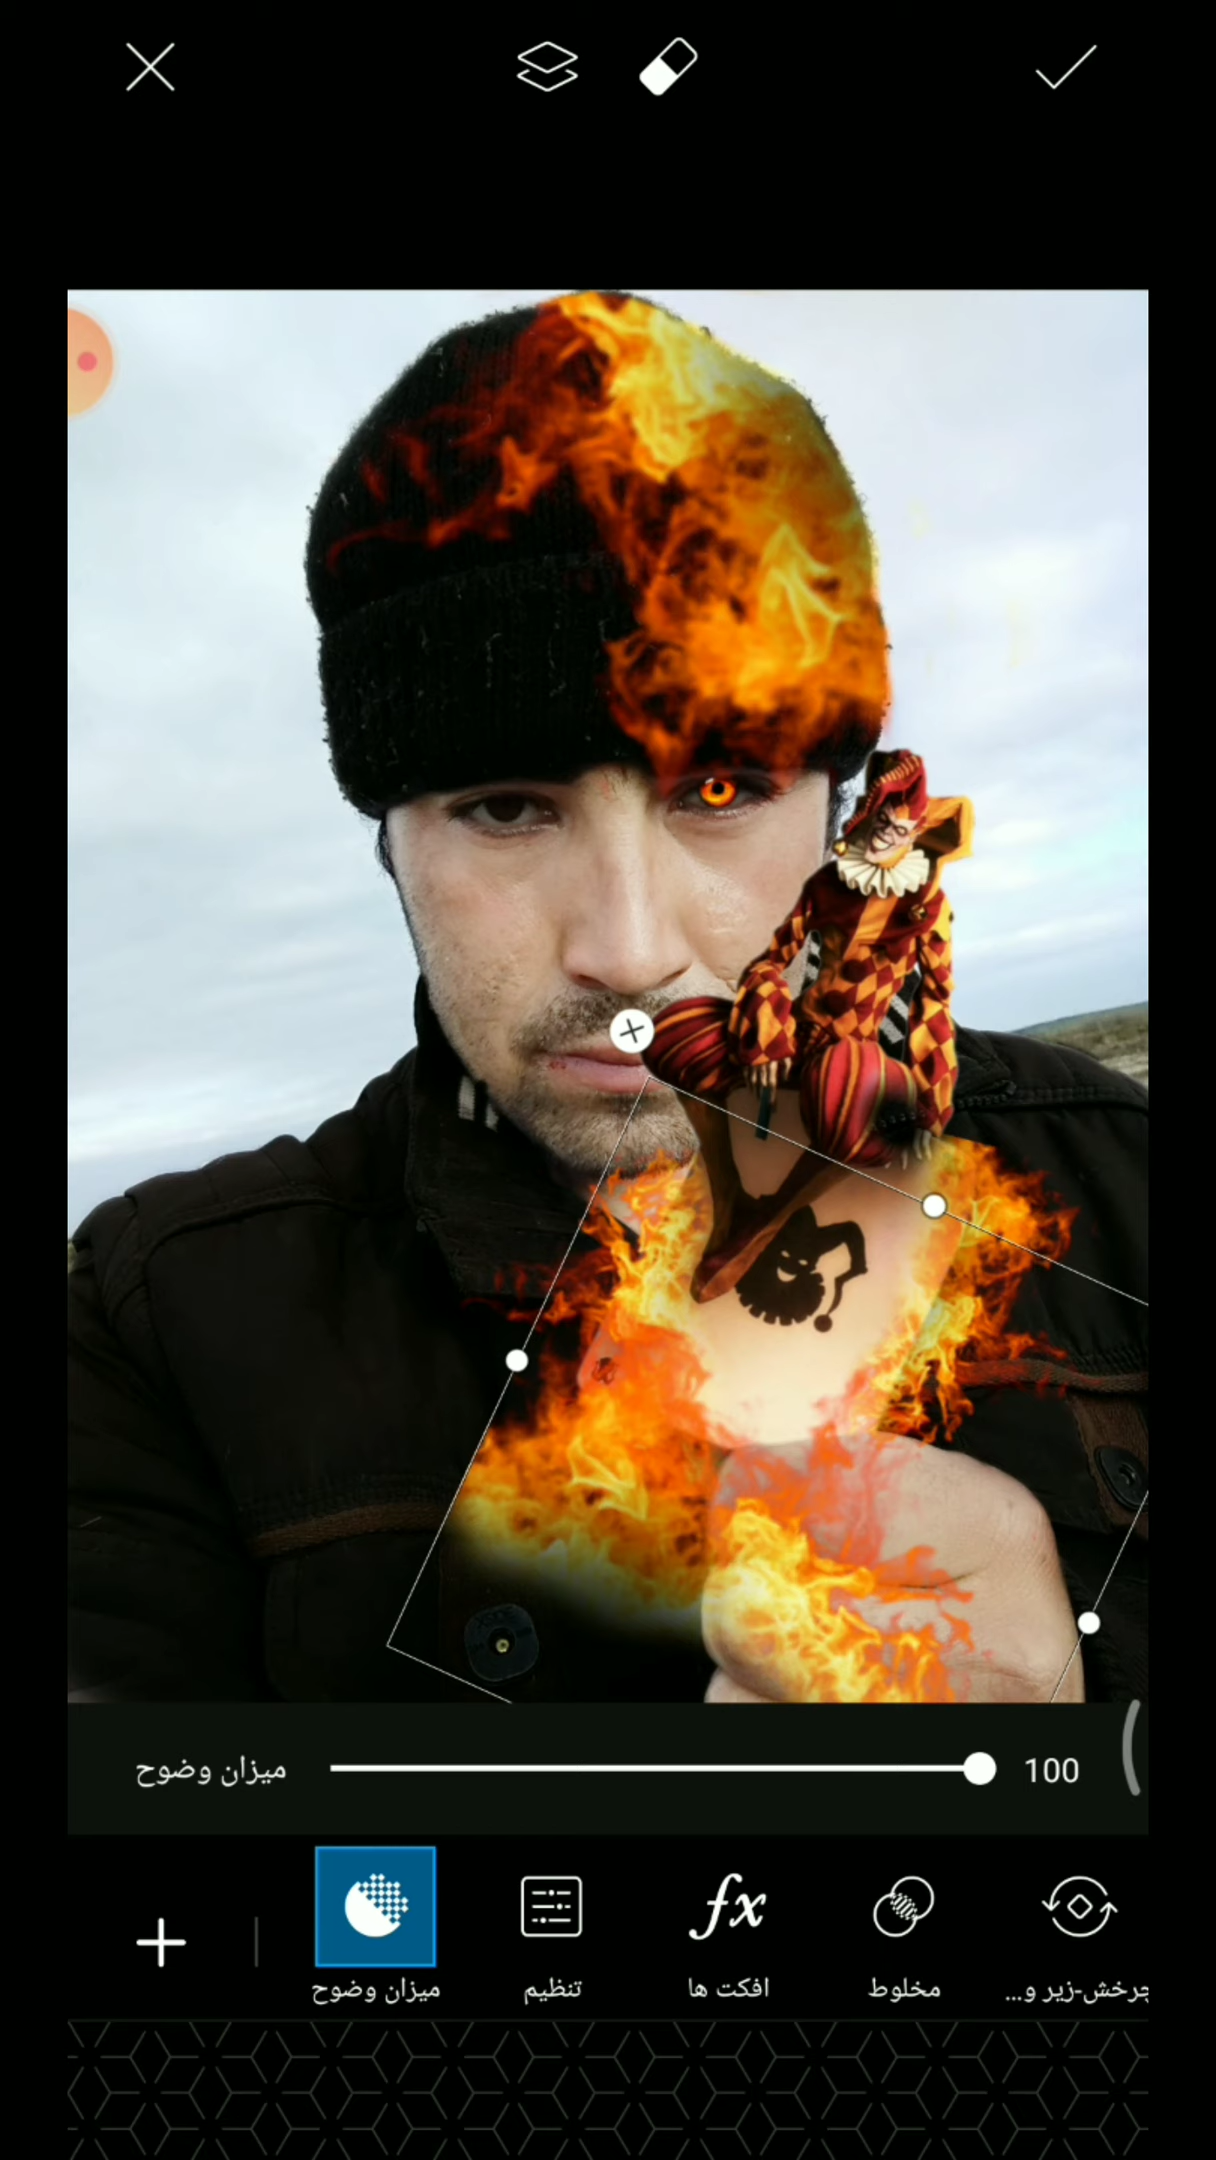 میزان وضوح
100
میزان وضوح
تنظیم
افکت ها
مخلوط
چرخش-زیر و...